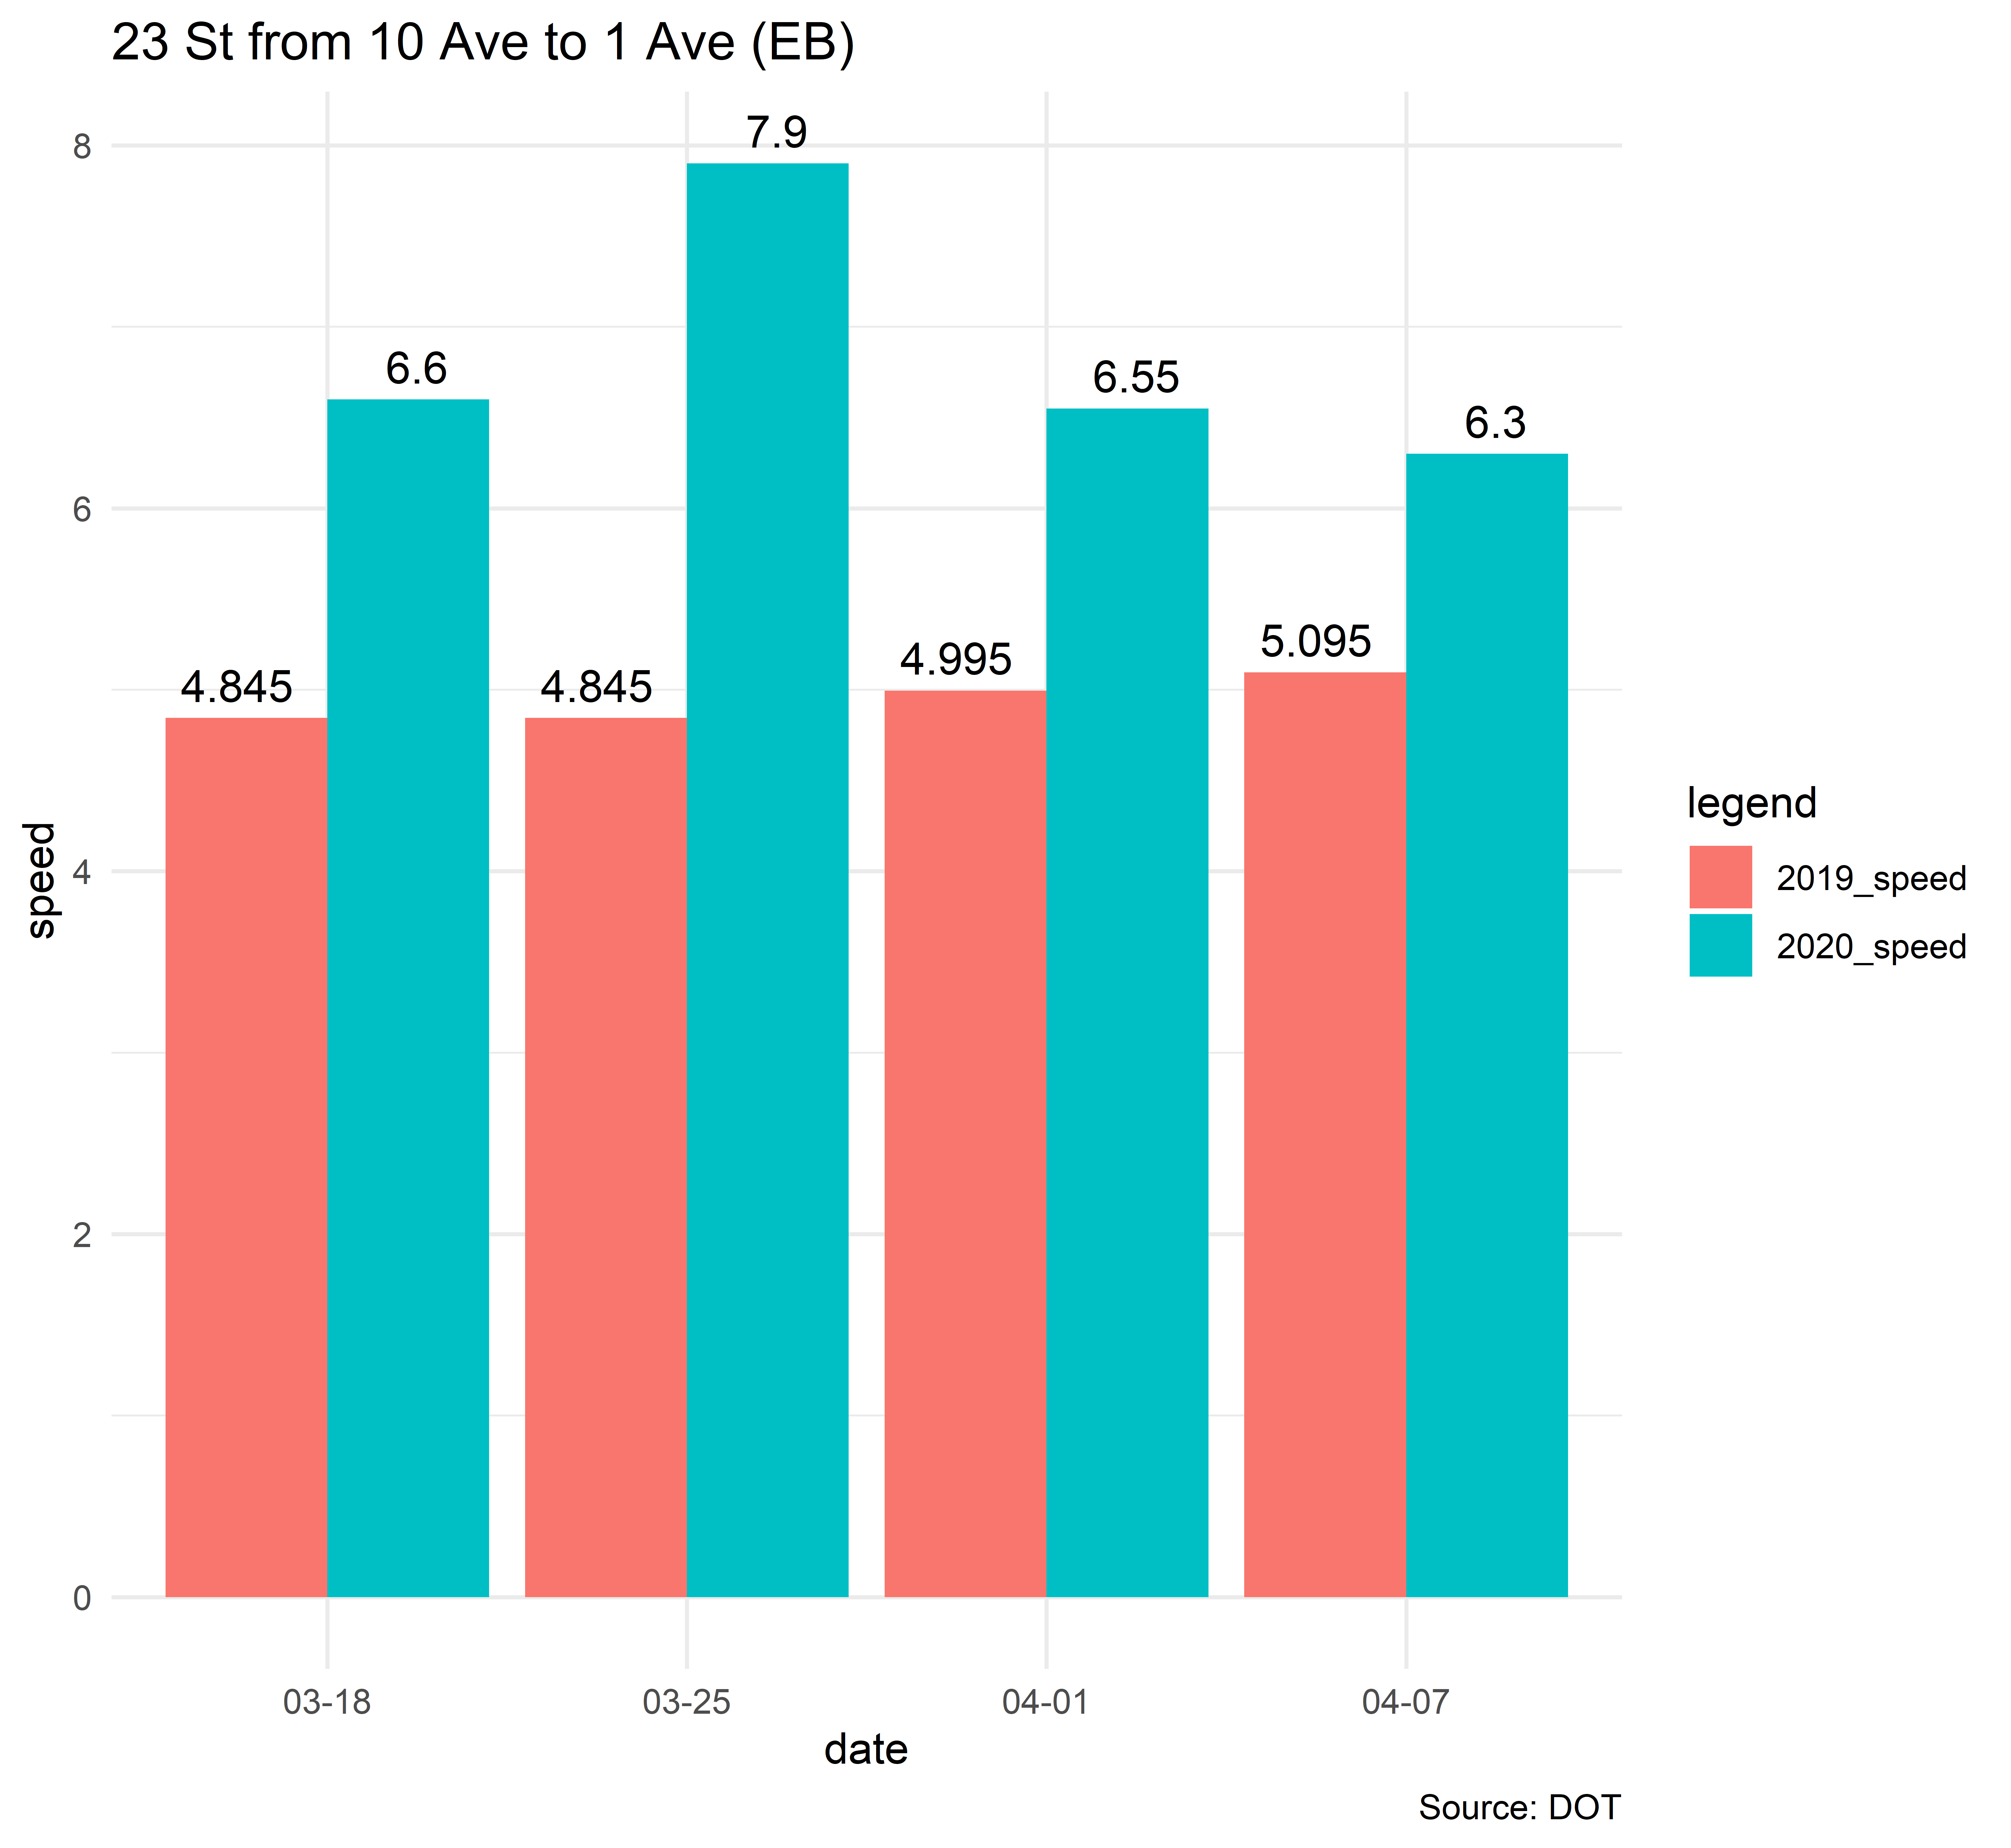 23 St from 10 Ave to 1 Ave (EB)
8
7.9
6.6
6.55
6.3
6
4.845
4.845
4.995
5.095
4
2
0
speed
legend
2019_speed
2020_speed
03-18
03-25
04-01
04-07
date
Source: DOT